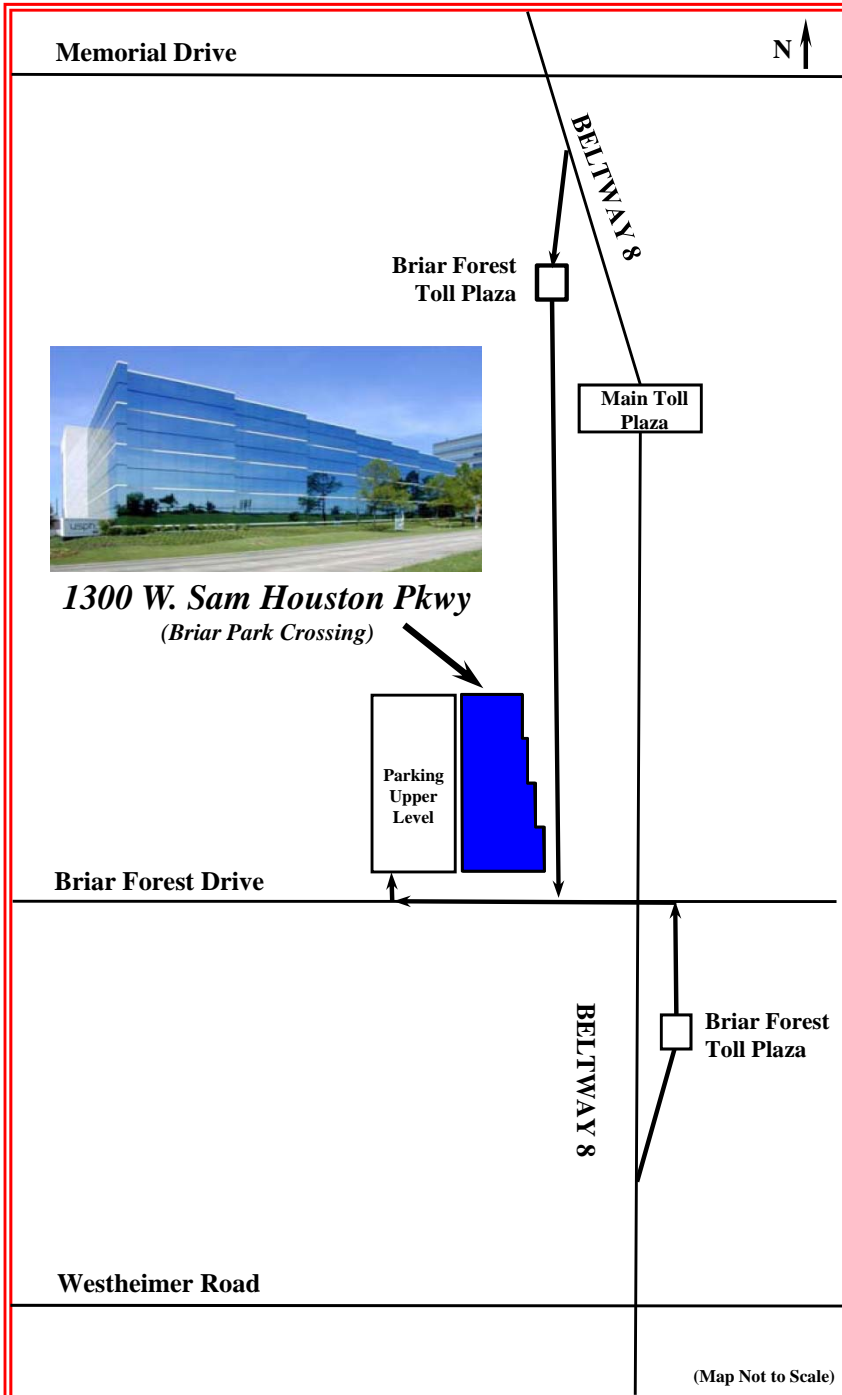 Memorial Drive
N
BELTWAY 8
Briar Forest
Toll Plaza
Main Toll
Plaza
usph
1300 W. Sam Houston Pkwy
(Briar Park Crossing)
Parking
Upper
Level
Briar Forest Drive
BELTWAY 8
Briar Forest
Toll Plaza
Westheimer Road
(Map Not to Scale)